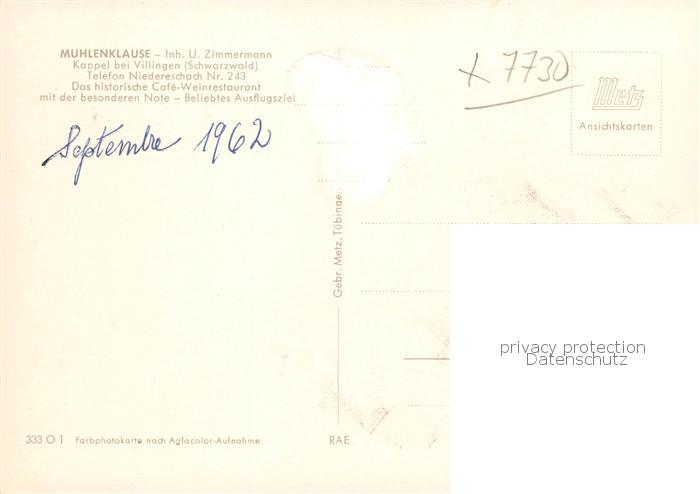 MUHLENKLAUSE – Inh. U. Zimmermann
Kappel bei Villingen (Schwarzwald)
Telefon Niedereschach Nr. 243
Das historische Café-Weinrestaurant
mit der besonderen Note – Beliebtes Ausflugsziel
Septembre 1962
x 7730
Metz
Ansichtskarten
Gebr. Metz, Tübingen
privacy protection
Datenschutz
333 O 1 Farbphotokarte nach Agfacolor-Aufnahme
RAE